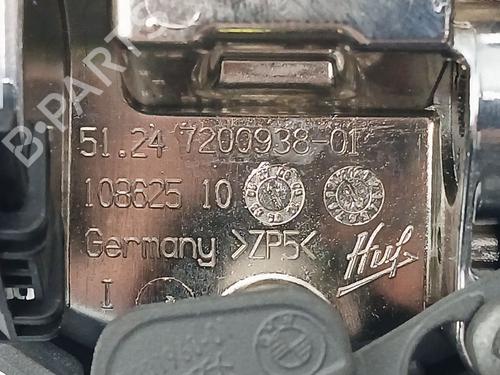 B-PARTS
51.24 7200938-01
108625 10
Germany >ZP5< Huf
I